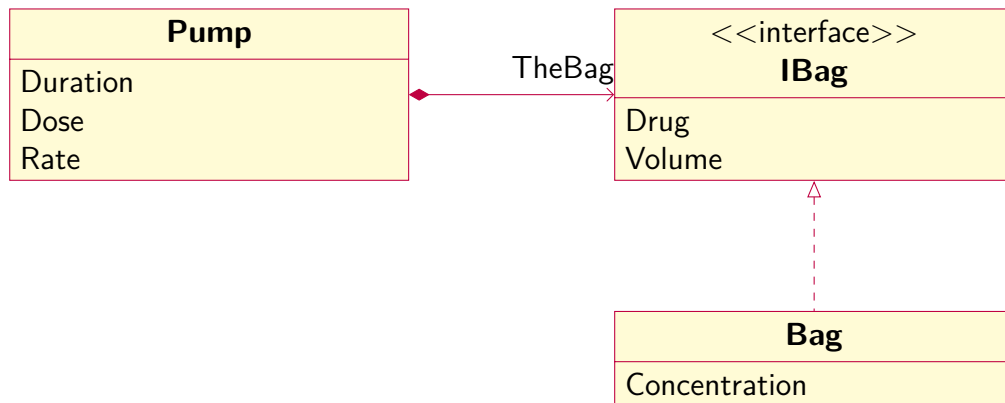 Pump
Duration
Dose
Rate
TheBag
<<interface>>
IBag
Drug
Volume
Bag
Concentration